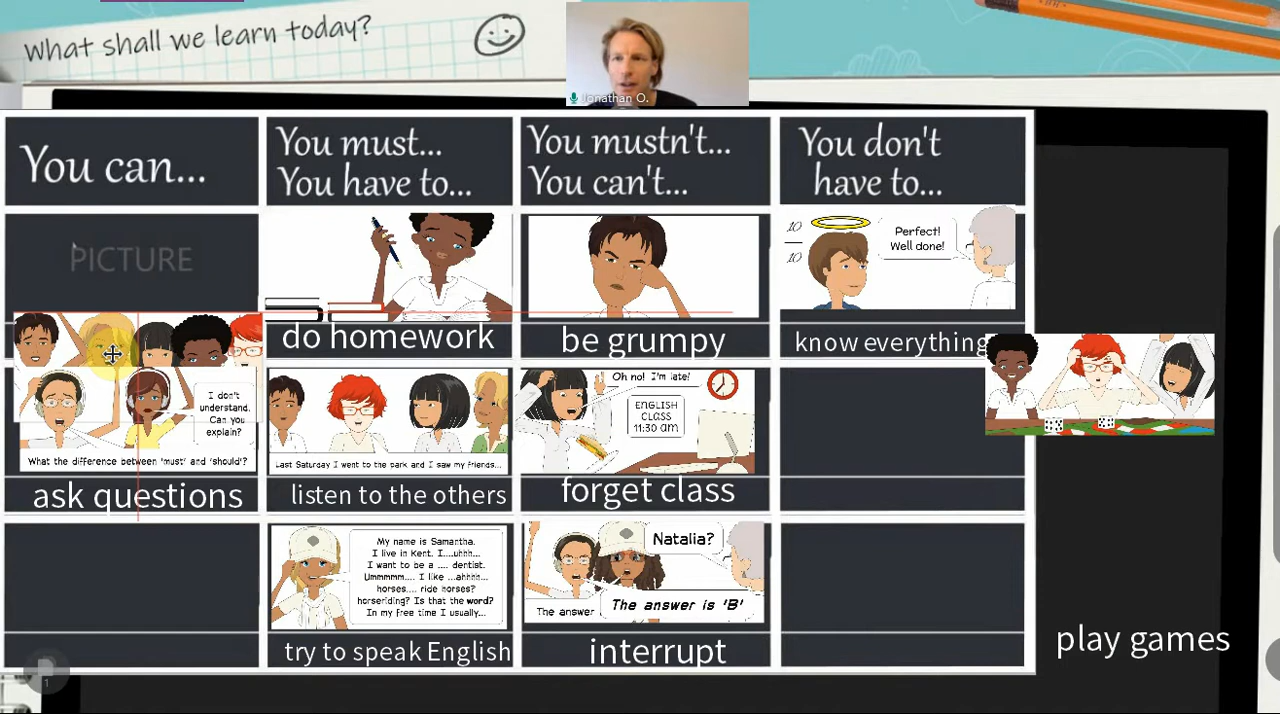 What shall we learn today?
Jonathan O.
You can...
You must...
You have to...
You mustn't...
You can't...
You don't
have to...
PICTURE
10
10
Perfect!
Well done!
do homework
be grumpy
know everything
I don't
understand.
Can you
explain?
What the difference between 'must' and 'should'?
Last Saturday I went to the park and I saw my friends...
Oh no! I'm late!
ENGLISH
CLASS
11:30 am
ask questions
listen to the others
forget class
My name is Samantha.
I live in Kent. I....uhhh...
I want to be a .... dentist.
Ummmmm.... I like ...ahhhh...
horses.... ride horses?
horseriding? Is that the word?
In my free time I usually...
Natalia?
The answer
The answer is 'B'
try to speak English
interrupt
play games
1